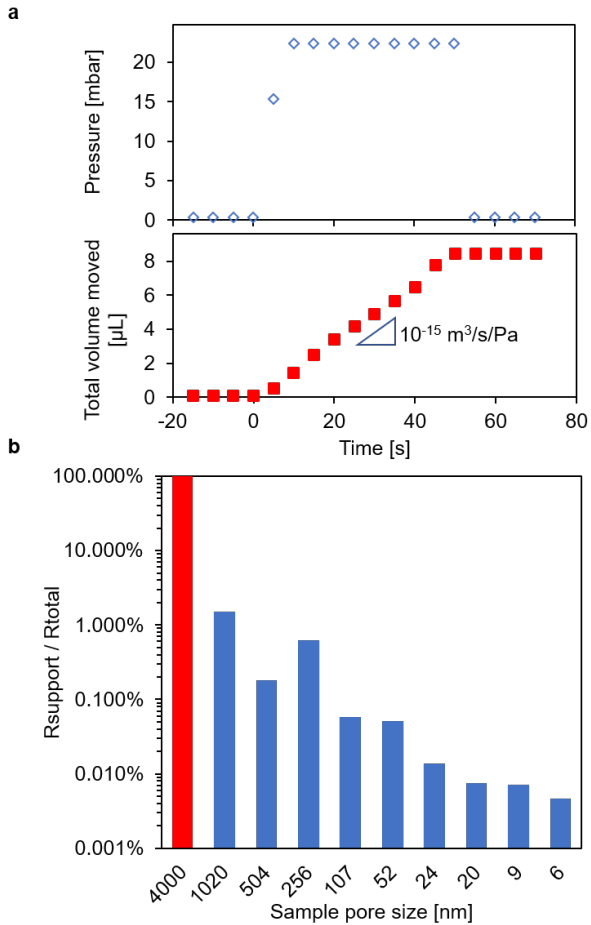 a
Pressure [mbar]
20
15
10
5
0
Total volume moved
[µL]
8
6
4
2
0
10-15 m3/s/Pa
-20 0 20 40 60 80
Time [s]
b
Rsupport / Rtotal
100.000%
10.000%
1.000%
0.100%
0.010%
0.001%
4000 1020 504 256 107 52 24 20 9 6
Sample pore size [nm]